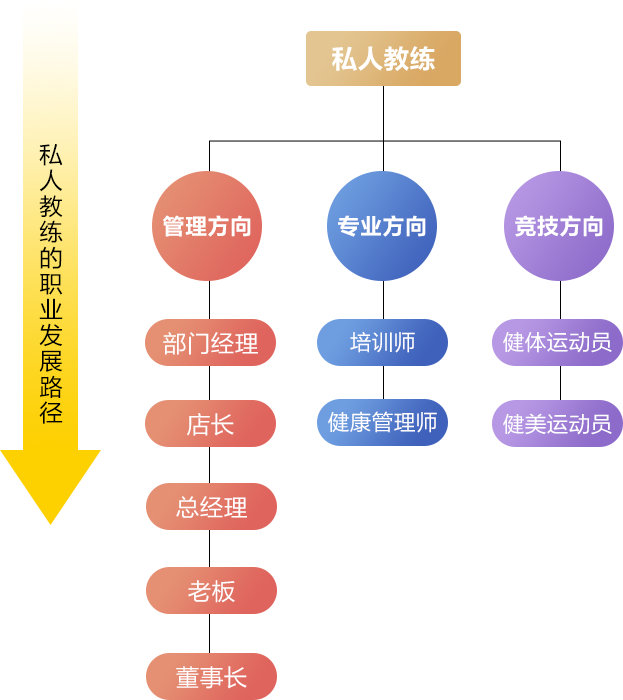 私人教练的职业发展路径
私人教练
管理方向
专业方向
竞技方向
部门经理
培训师
健体运动员
店长
健康管理师
健美运动员
总经理
老板
董事长